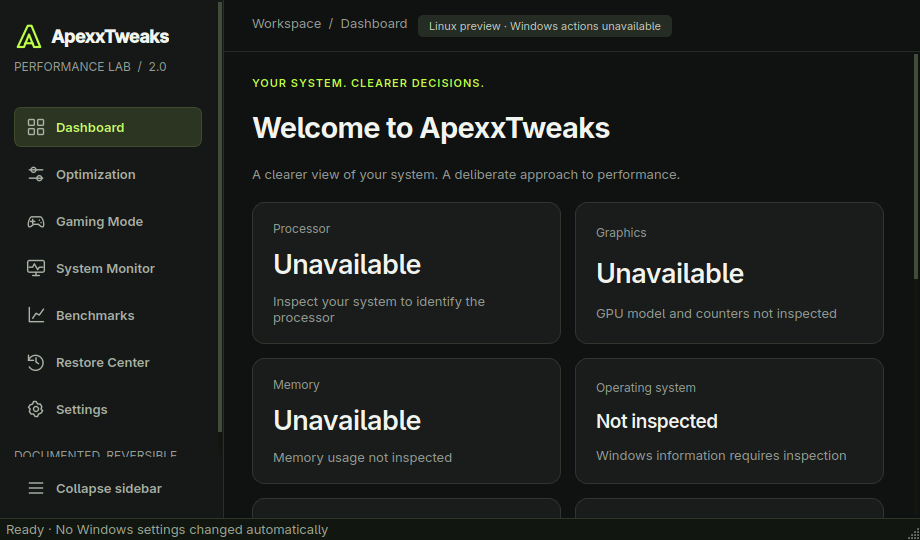 ApexxTweaks
PERFORMANCE LAB / 2.0
Dashboard
Optimization
Gaming Mode
System Monitor
Benchmarks
Restore Center
Settings
DOCUMENTED. REVERSIBLE
Collapse sidebar
Workspace / Dashboard
Linux preview · Windows actions unavailable
YOUR SYSTEM. CLEARER DECISIONS.
Welcome to ApexxTweaks
A clearer view of your system. A deliberate approach to performance.
Processor
Unavailable
Inspect your system to identify the
processor
Graphics
Unavailable
GPU model and counters not inspected
Memory
Unavailable
Memory usage not inspected
Operating system
Not inspected
Windows information requires inspection
Ready · No Windows settings changed automatically